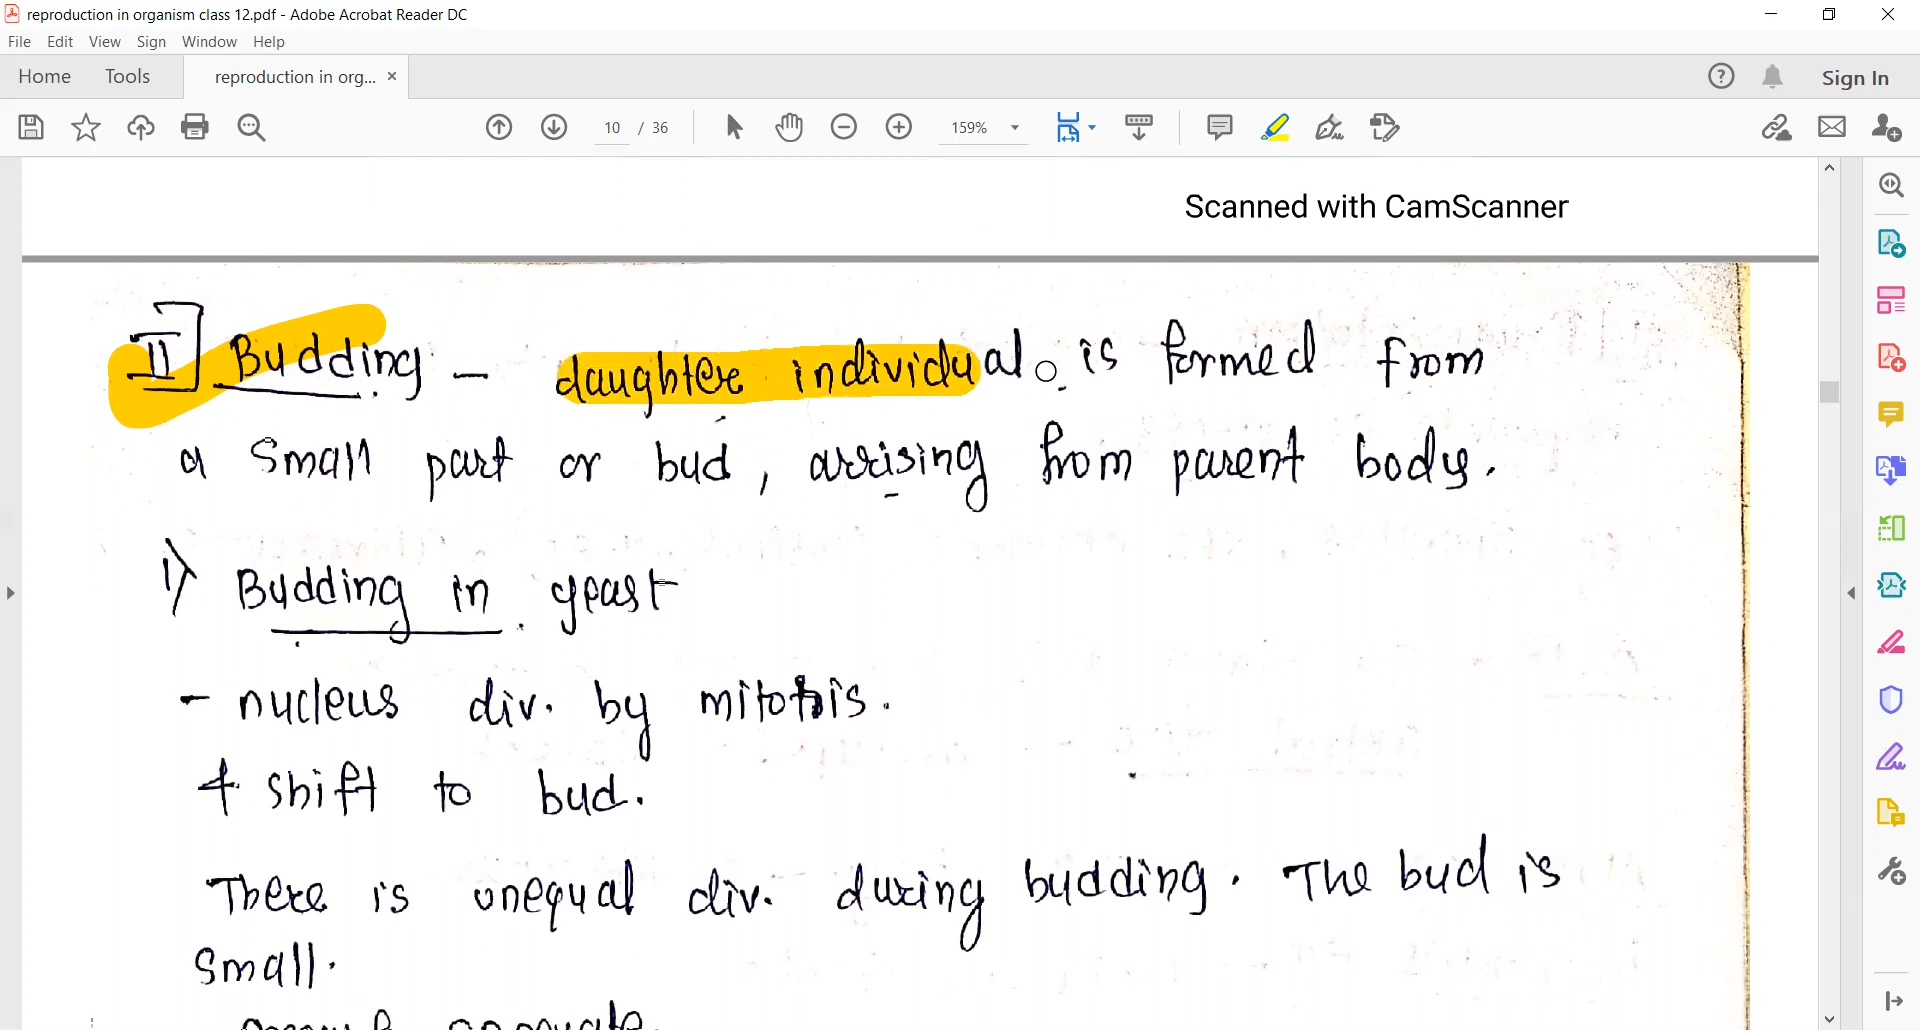 reproduction in organism class 12.pdf - Adobe Acrobat Reader DC
File Edit View Sign Window Help
Home Tools reproduction in org... ×
Sign In
10 / 36 159%
Scanned with CamScanner
II] Budding - daughter individual is formed from
a small part or bud, arrising from parent body.
1) Budding in yeast
- nucleus div. by mitotsis.
& shift to bud.
There is unequal div. during budding. The bud is
small.